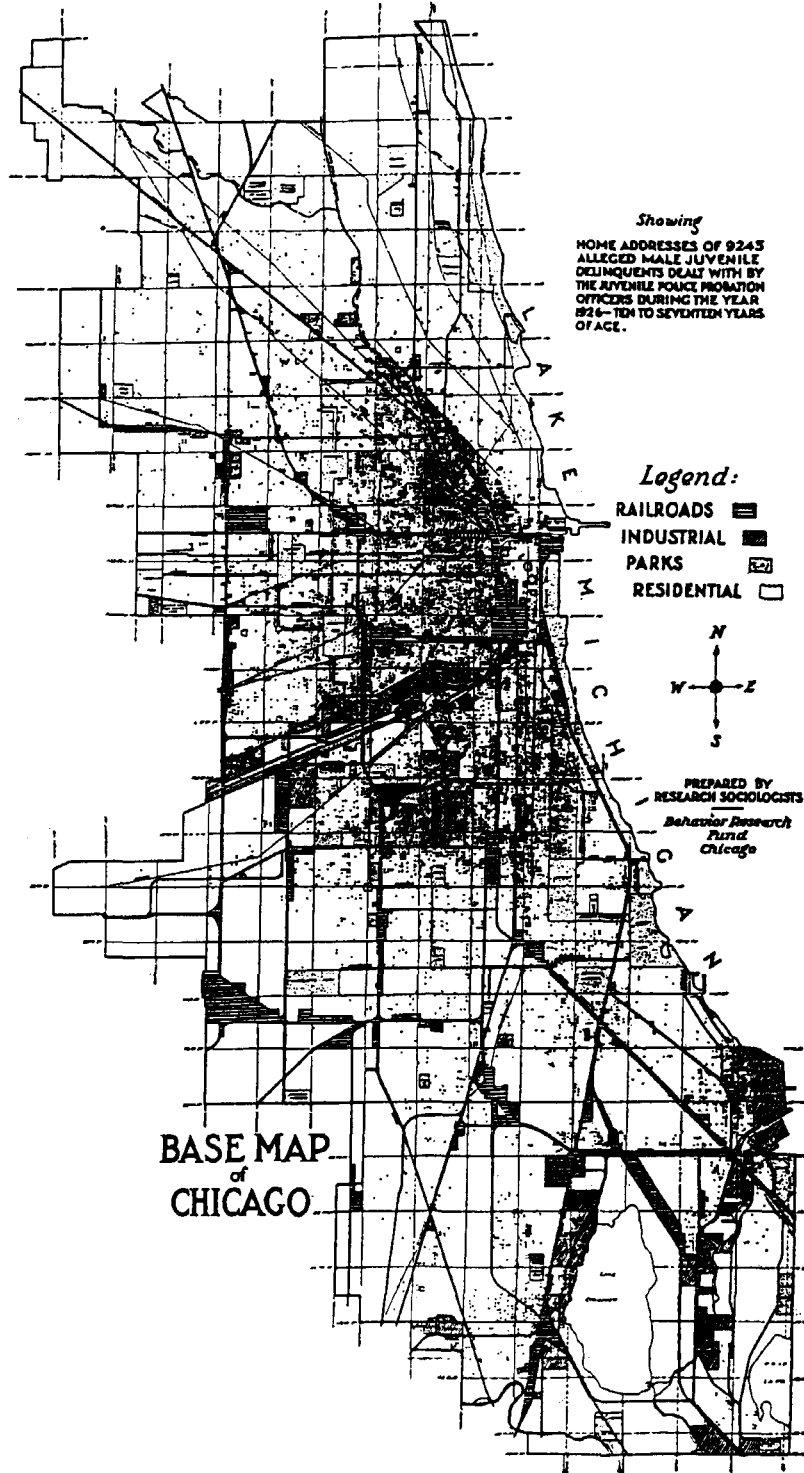 Showing
HOME ADDRESSES OF 9243
ALLEGED MALE JUVENILE
DELINQUENTS DEALT WITH BY
THE JUVENILE POLICE PROBATION
OFFICERS DURING THE YEAR
1926—TEN TO SEVENTEEN YEARS
OF AGE.
LAKE MICHIGAN
Legend:
RAILROADS
INDUSTRIAL
PARKS
RESIDENTIAL
N
W E
S
PREPARED BY
RESEARCH SOCIOLOGISTS
Behavior Research
Fund
Chicago
BASE MAP
of
CHICAGO